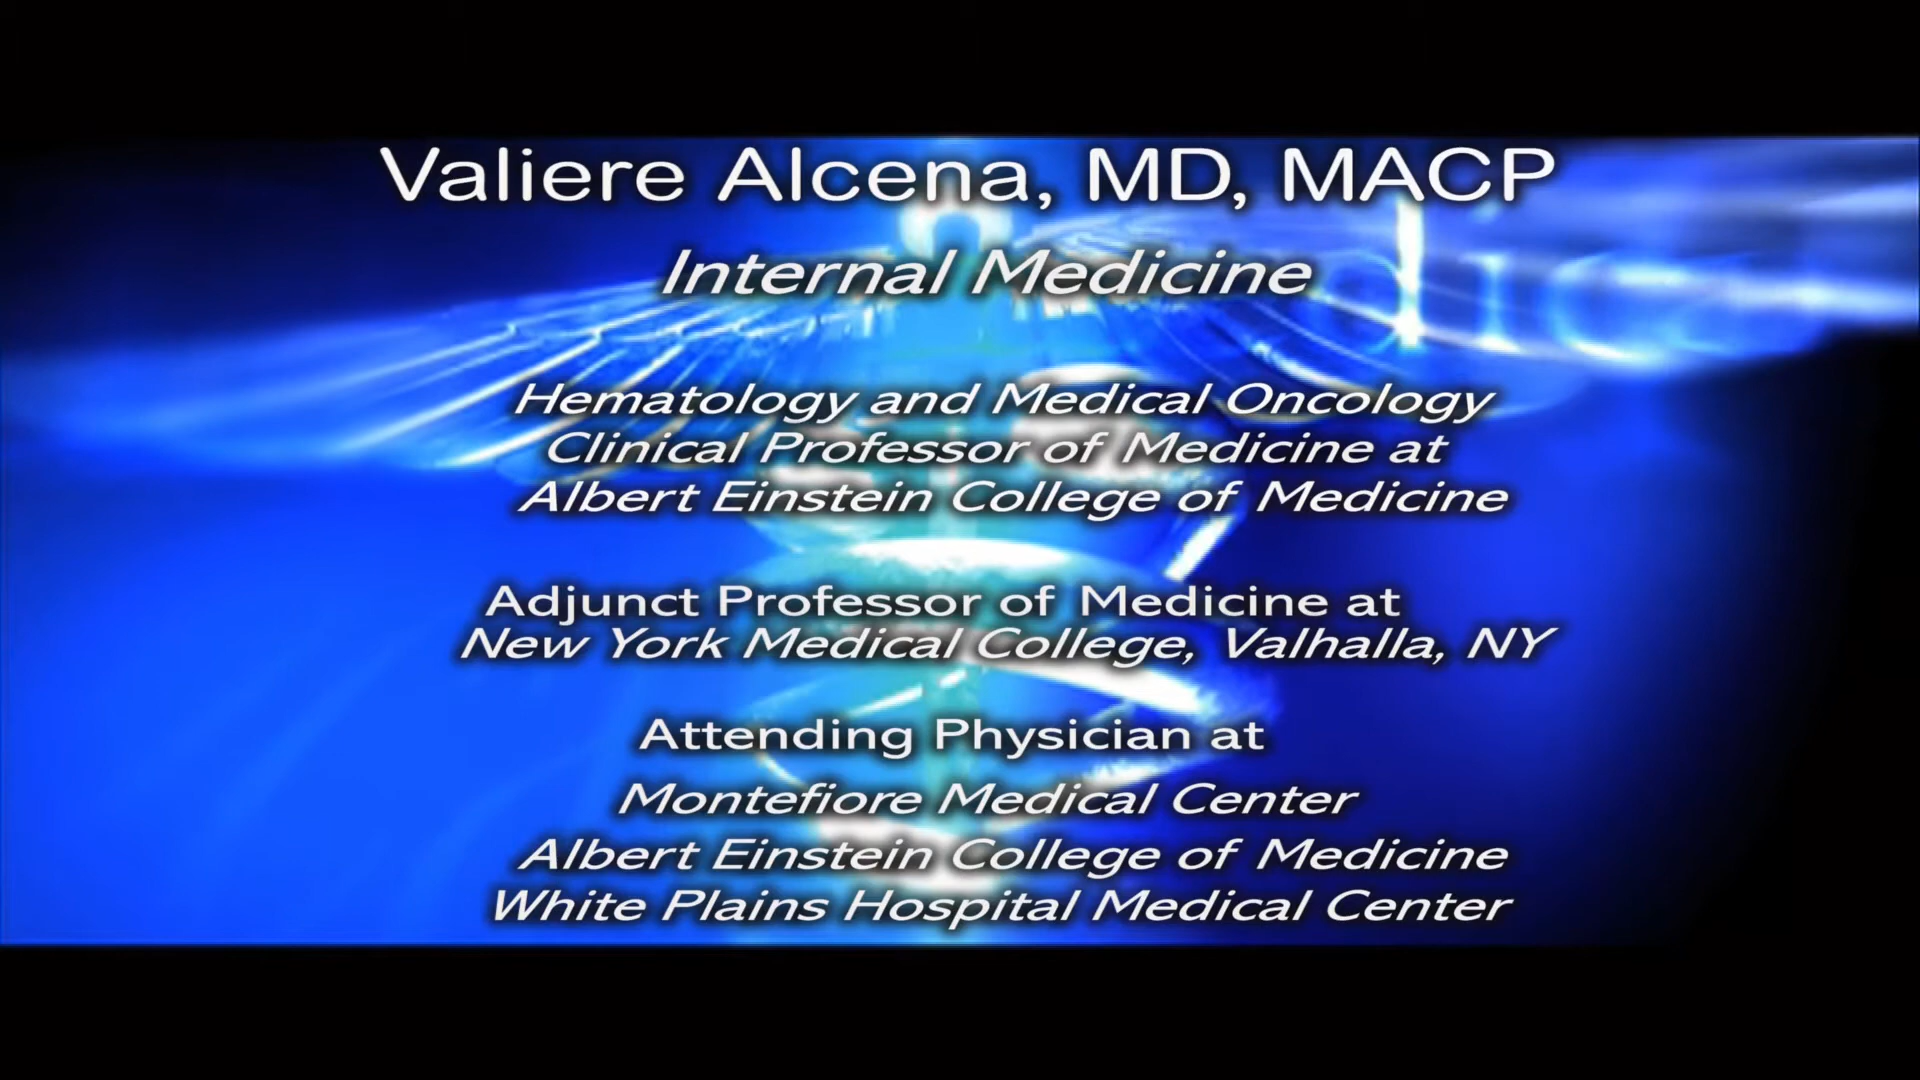 Valiere Alcena, MD, MACP
Internal Medicine
Hematology and Medical Oncology
Clinical Professor of Medicine at
Albert Einstein College of Medicine
Adjunct Professor of Medicine at
New York Medical College, Valhalla, NY
Attending Physician at
Montefiore Medical Center
Albert Einstein College of Medicine
White Plains Hospital Medical Center